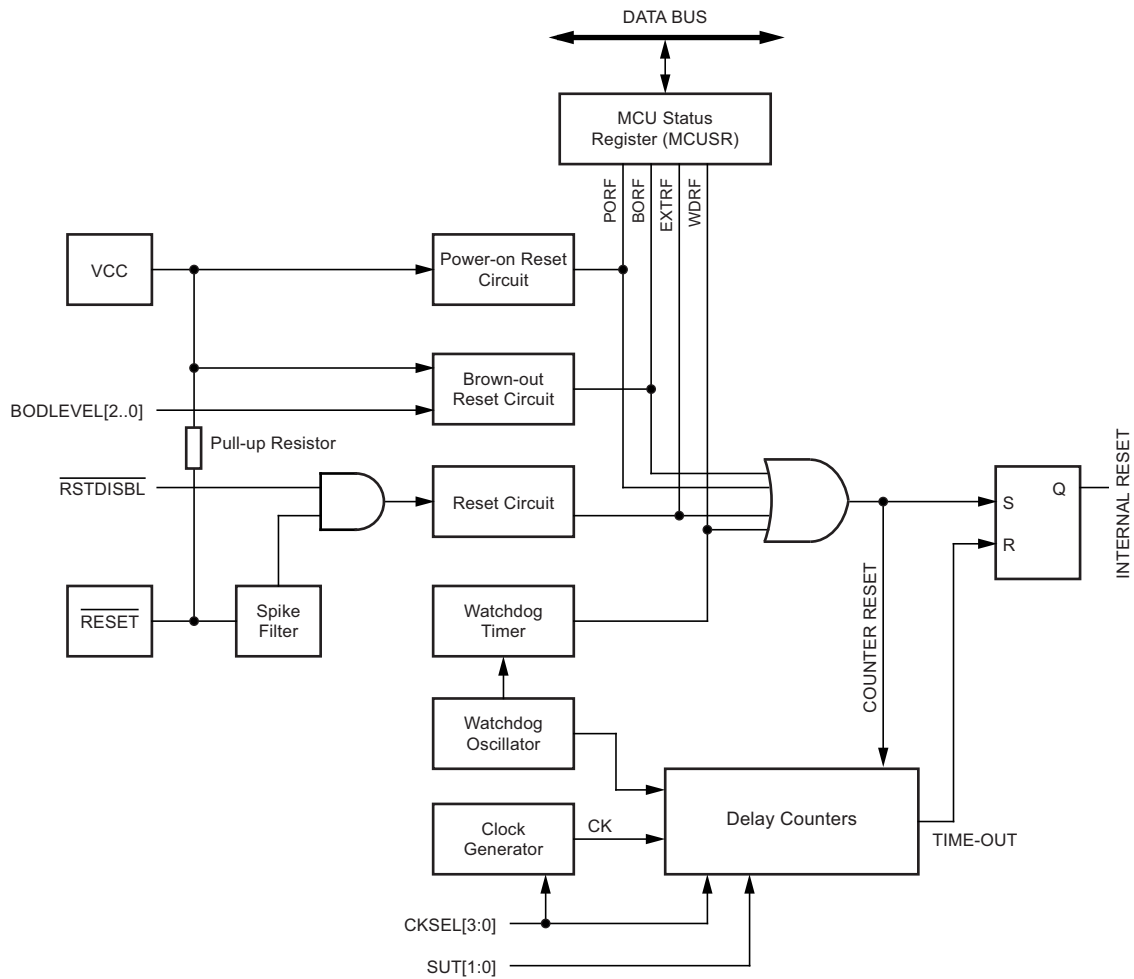 DATA BUS
MCU Status
Register (MCUSR)
PORF
BORF
EXTRF
WDRF
VCC
Power-on Reset
Circuit
Brown-out
Reset Circuit
BODLEVEL[2..0]
Pull-up Resistor
RSTDISBL
Reset Circuit
S
Q
R
INTERNAL RESET
RESET
Spike
Filter
Watchdog
Timer
COUNTER RESET
Watchdog
Oscillator
Clock
Generator
CK
Delay Counters
TIME-OUT
CKSEL[3:0]
SUT[1:0]